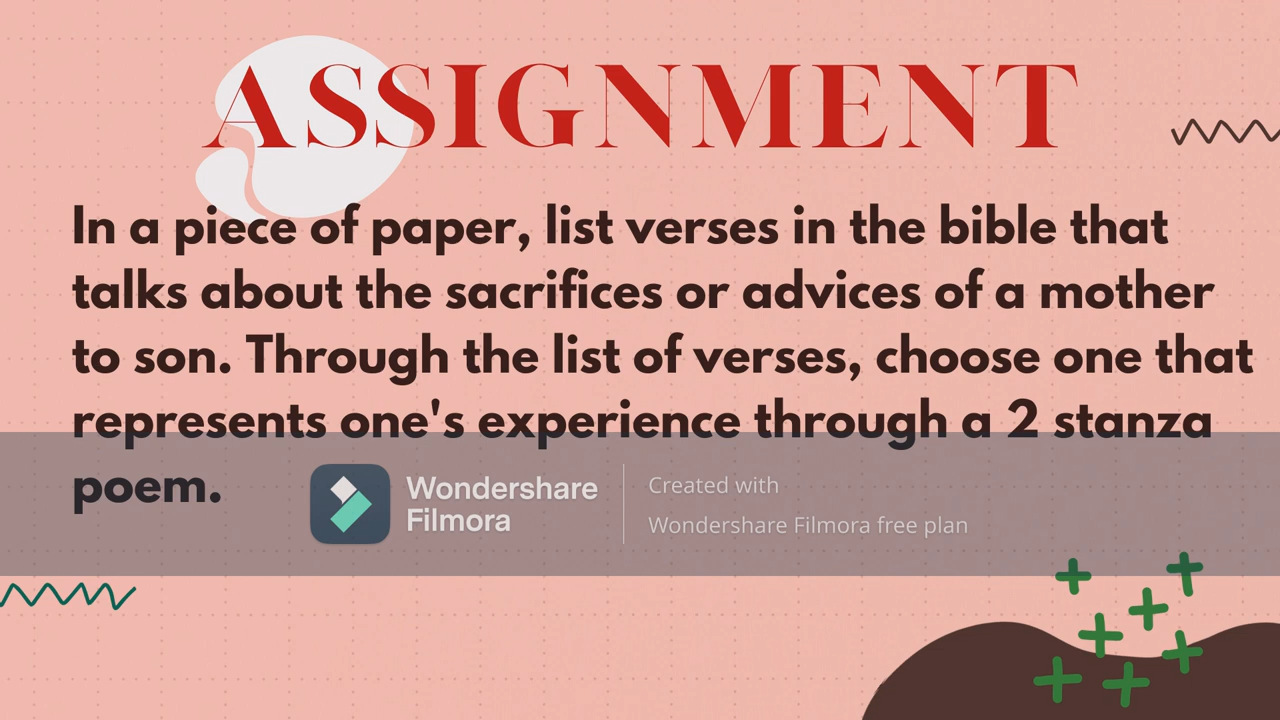 ASSIGNMENT
In a piece of paper, list verses in the bible that
talks about the sacrifices or advices of a mother
to son. Through the list of verses, choose one that
represents one's experience through a 2 stanza
poem.
Wondershare
Filmora
Created with
Wondershare Filmora free plan